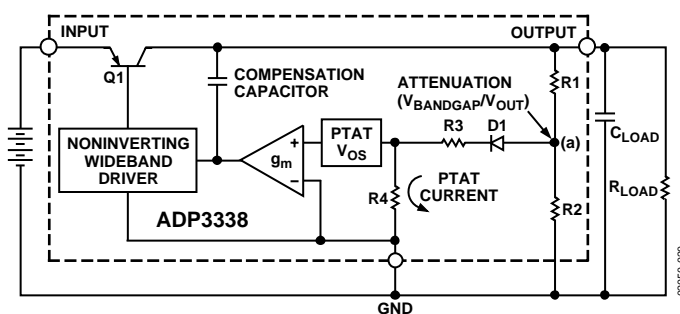 INPUT
OUTPUT
Q1
COMPENSATION
CAPACITOR
ATTENUATION
(VBANDGAP/VOUT)
R1
R3
D1
(a)
CLOAD
RLOAD
NONINVERTING
WIDEBAND
DRIVER
gm
+
–
PTAT
VOS
R4
PTAT
CURRENT
R2
ADP3338
GND